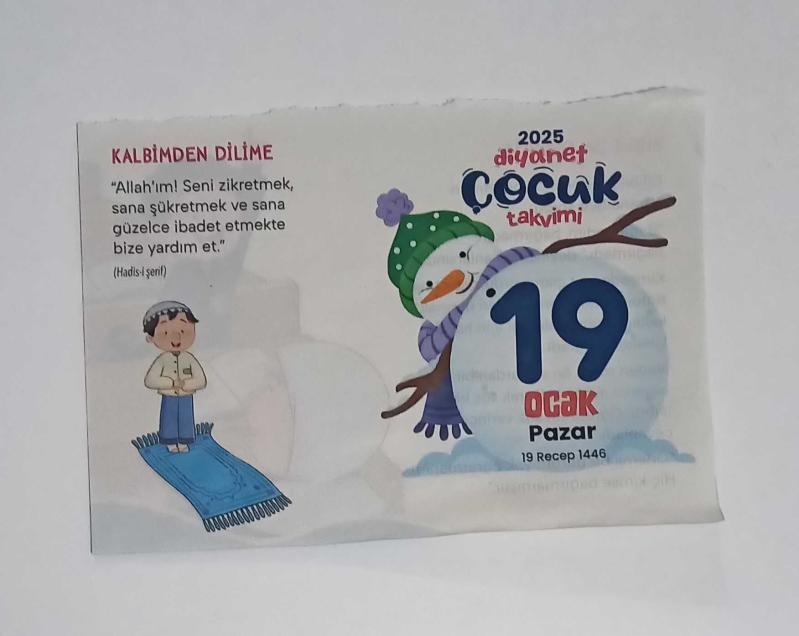 KALBİMDEN DİLİME
"Allah'ım! Seni zikretmek,
sana şükretmek ve sana
güzelce ibadet etmekte
bize yardım et."
(Hadis-i şerif)
2025
diyanet
çocuk
takvimi
19
ocak
Pazar
19 Recep 1446